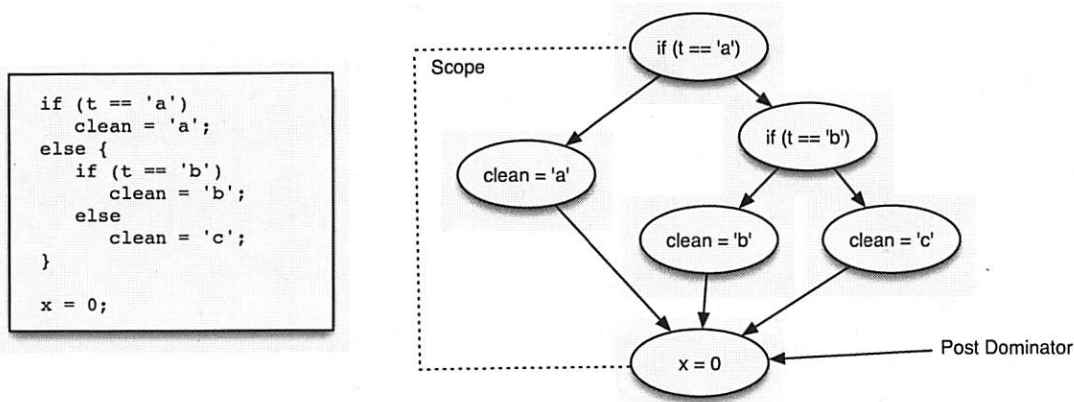 if (t == 'a')
clean = 'a';
else {
if (t == 'b')
clean = 'b';
else
clean = 'c';
}
x = 0;
Scope
if (t == 'a')
if (t == 'b')
clean = 'a'
clean = 'b'
clean = 'c'
x = 0
Post Dominator